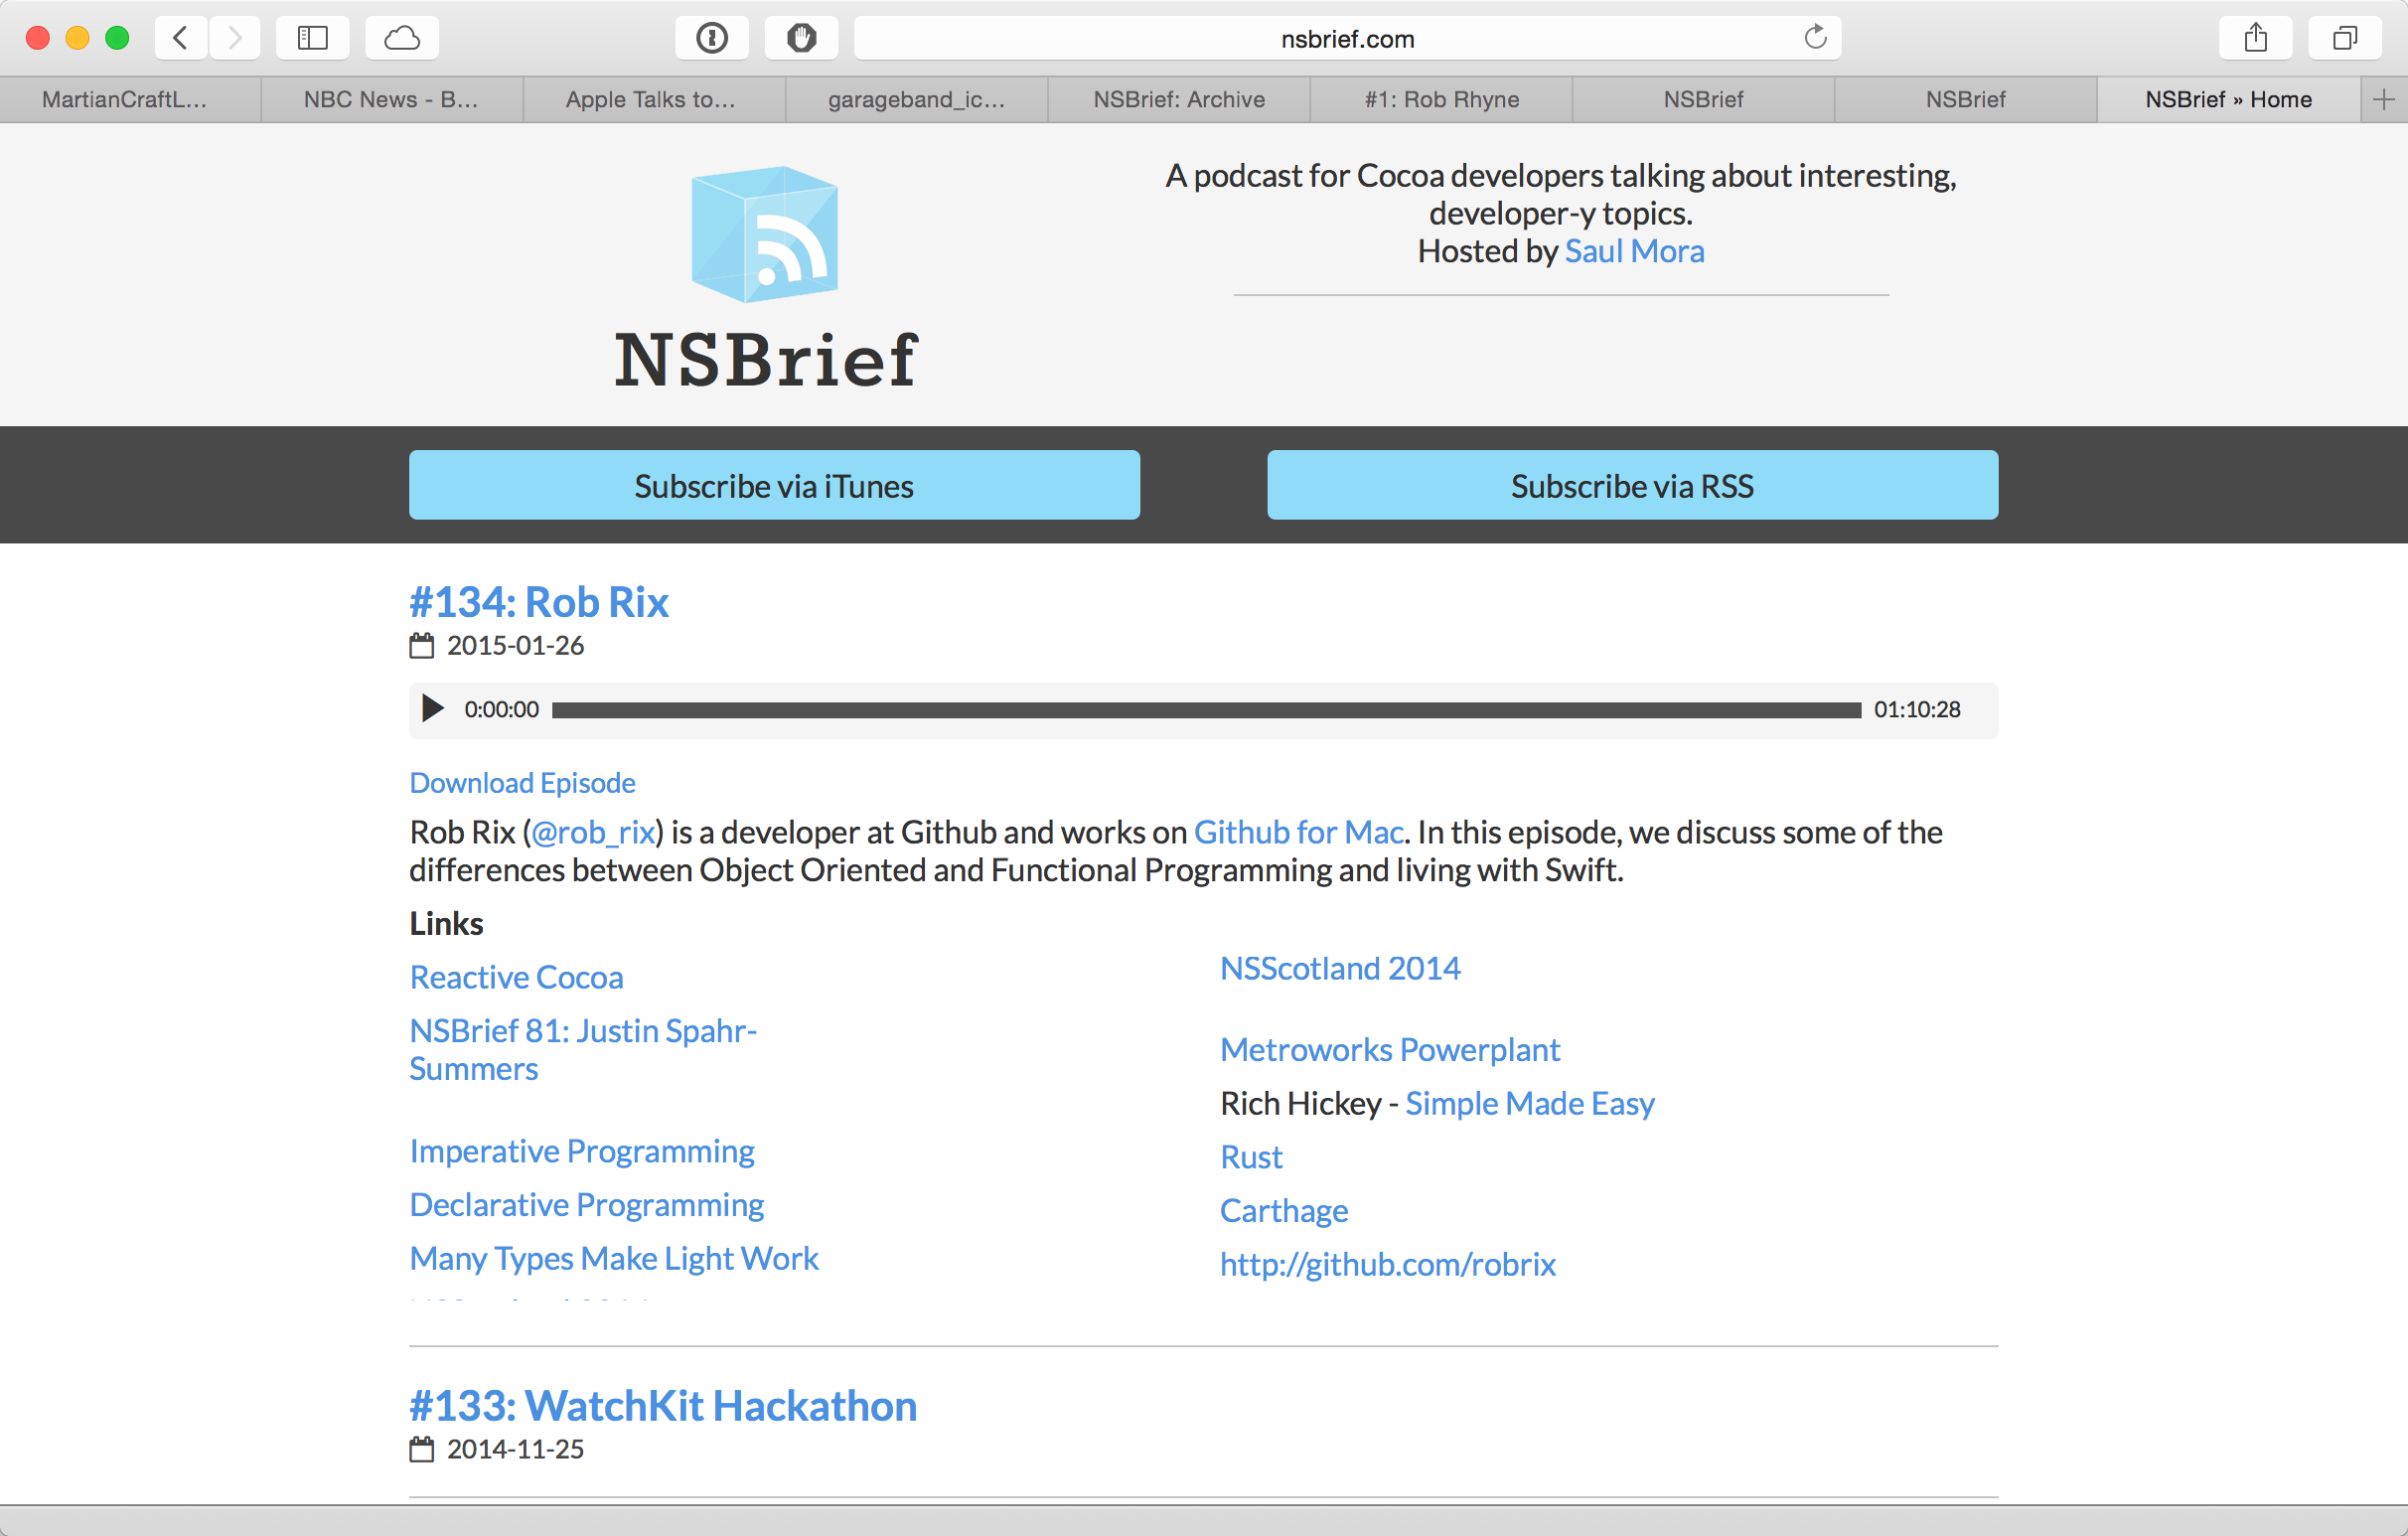 nsbrief.com
MartianCraftL...
NBC News - B...
Apple Talks to...
garageband_ic...
NSBrief: Archive
#1: Rob Rhyne
NSBrief
NSBrief
NSBrief » Home
NSBrief
A podcast for Cocoa developers talking about interesting,
developer-y topics.
Hosted by Saul Mora
Subscribe via iTunes
Subscribe via RSS
#134: Rob Rix
2015-01-26
0:00:00
01:10:28
Download Episode
Rob Rix (@rob_rix) is a developer at Github and works on Github for Mac. In this episode, we discuss some of the
differences between Object Oriented and Functional Programming and living with Swift.
Links
Reactive Cocoa
NSBrief 81: Justin Spahr-
Summers
Imperative Programming
Declarative Programming
Many Types Make Light Work
NSScotland 2014
Metroworks Powerplant
Rich Hickey - Simple Made Easy
Rust
Carthage
http://github.com/robrix
#133: WatchKit Hackathon
2014-11-25